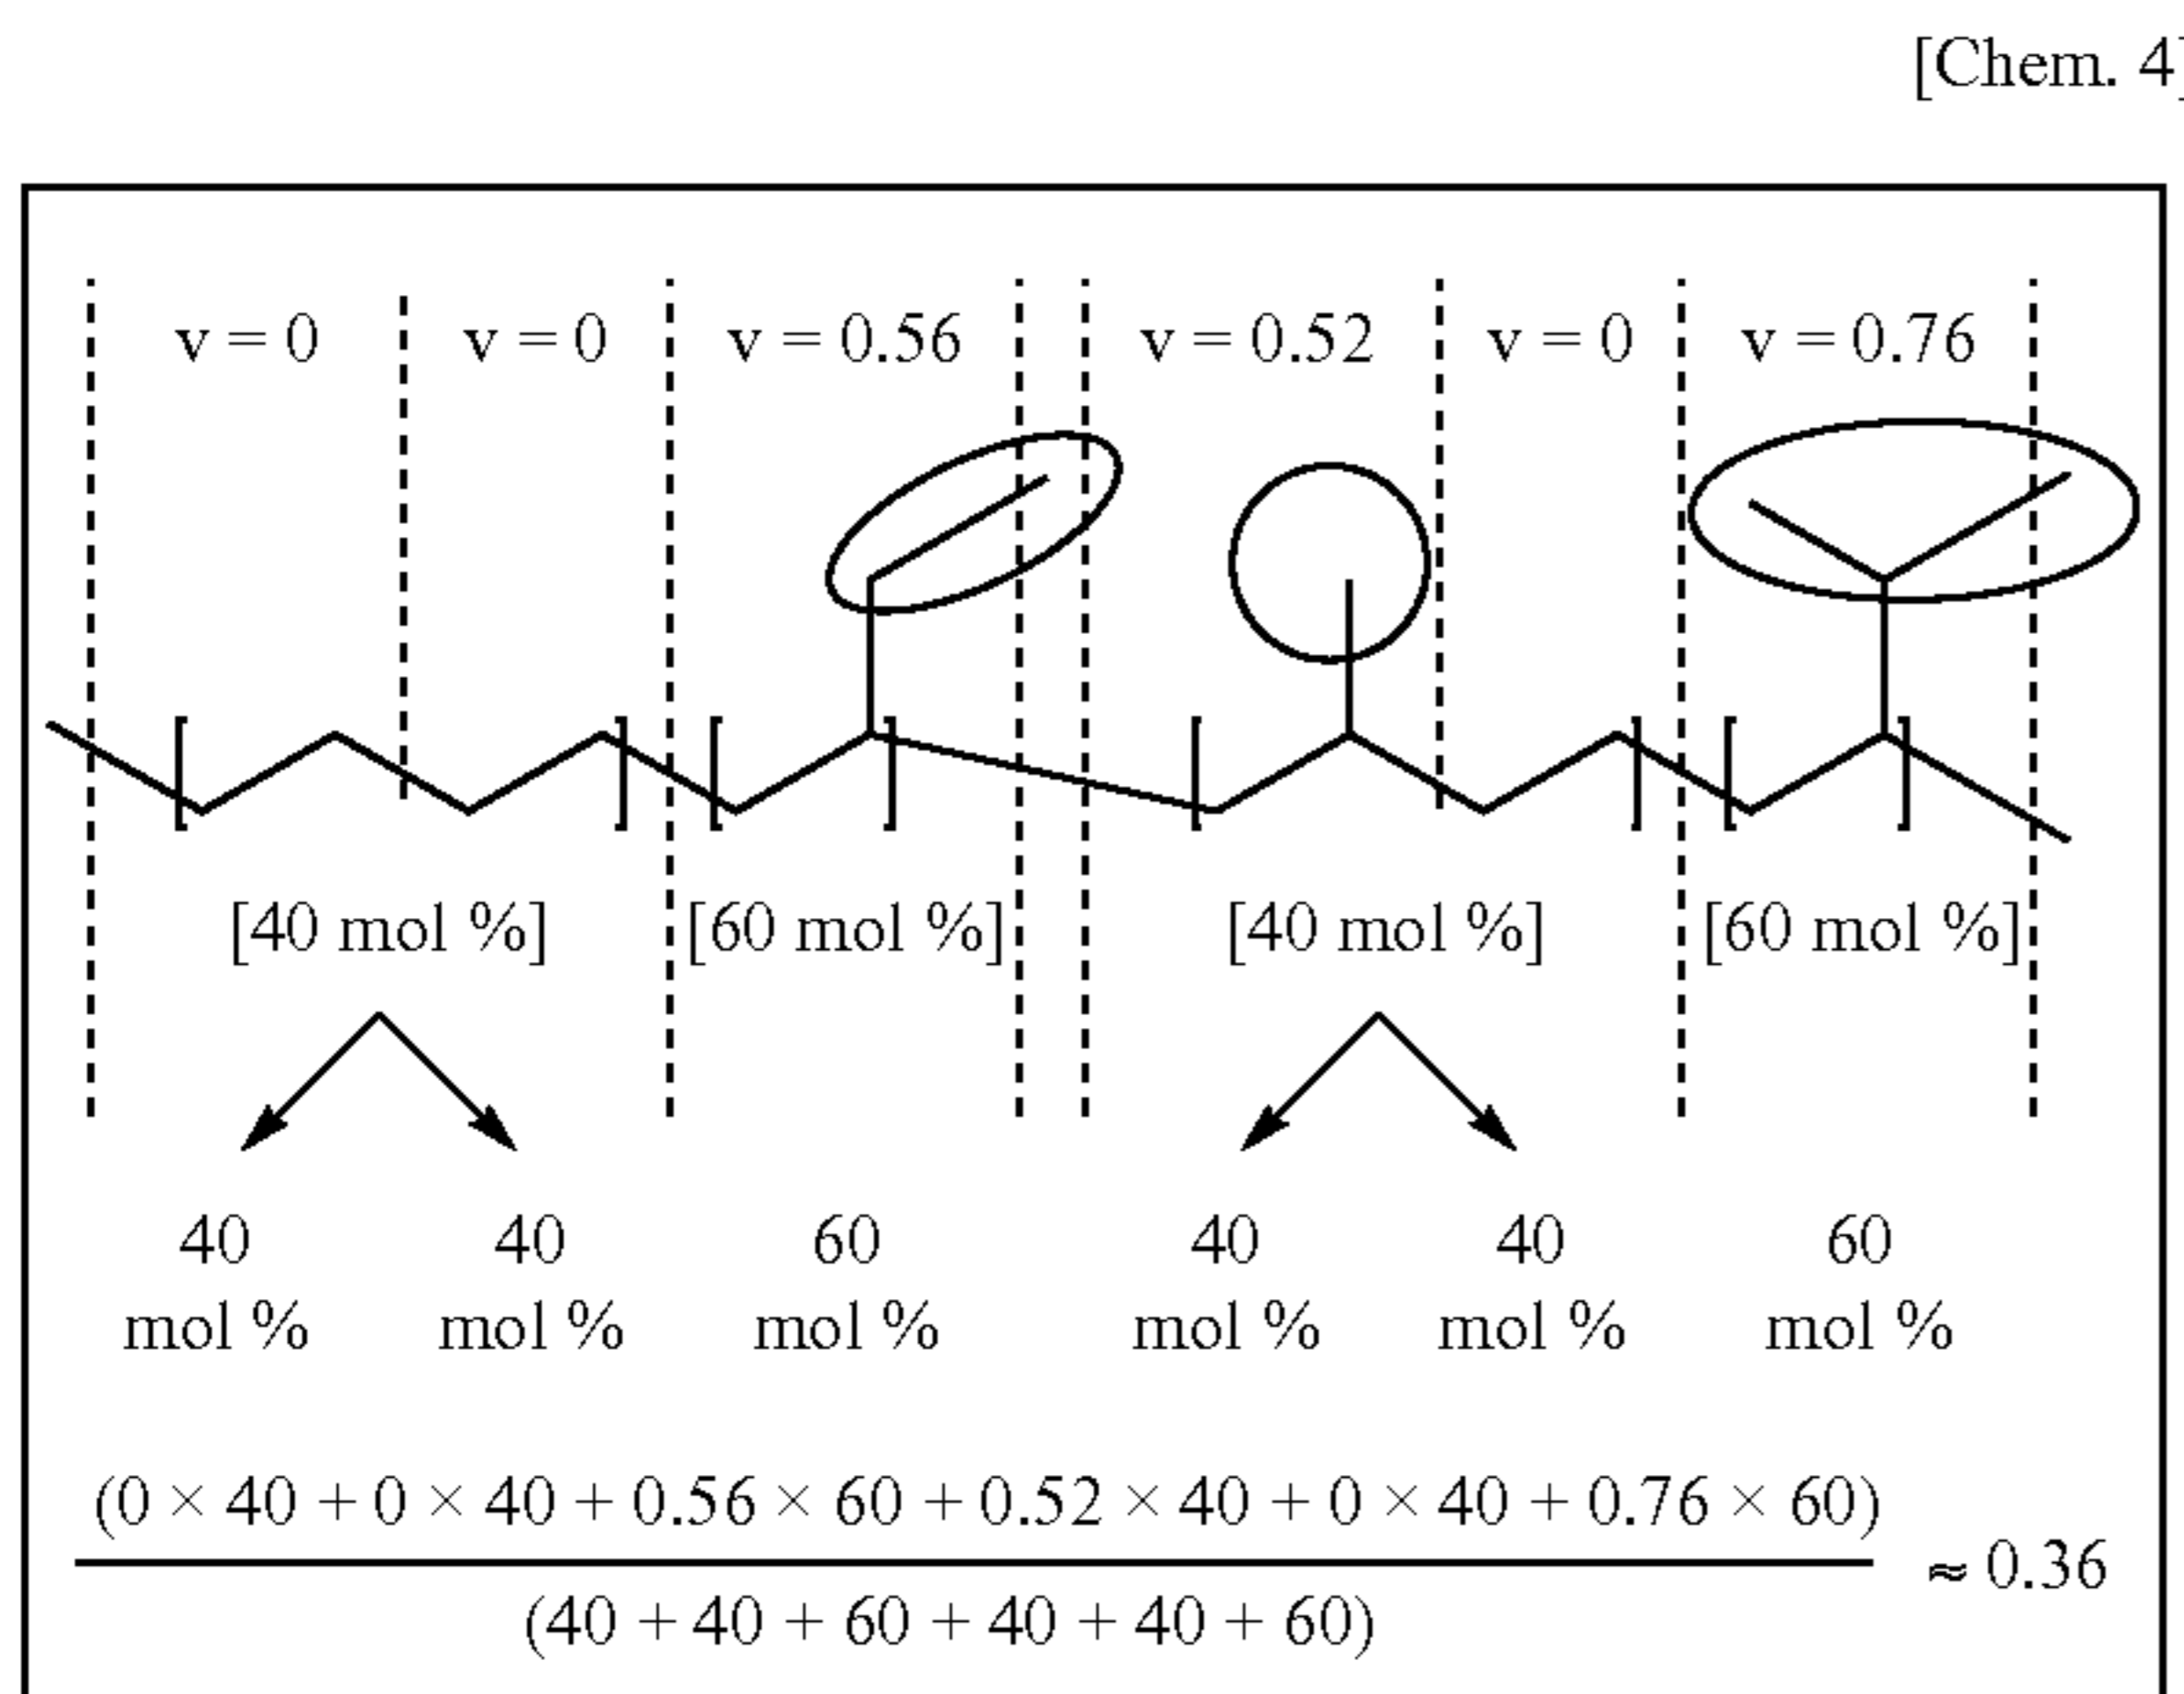 [Chem. 4]
v = 0 v = 0 v = 0.56 v = 0.52 v = 0 v = 0.76
[40 mol %] [60 mol %] [40 mol %] [60 mol %]
40 40 60 40 40 60
mol % mol % mol % mol % mol % mol %
(0 × 40 + 0 × 40 + 0.56 × 60 + 0.52 × 40 + 0 × 40 + 0.76 × 60)
≈ 0.36
(40 + 40 + 60 + 40 + 40 + 60)